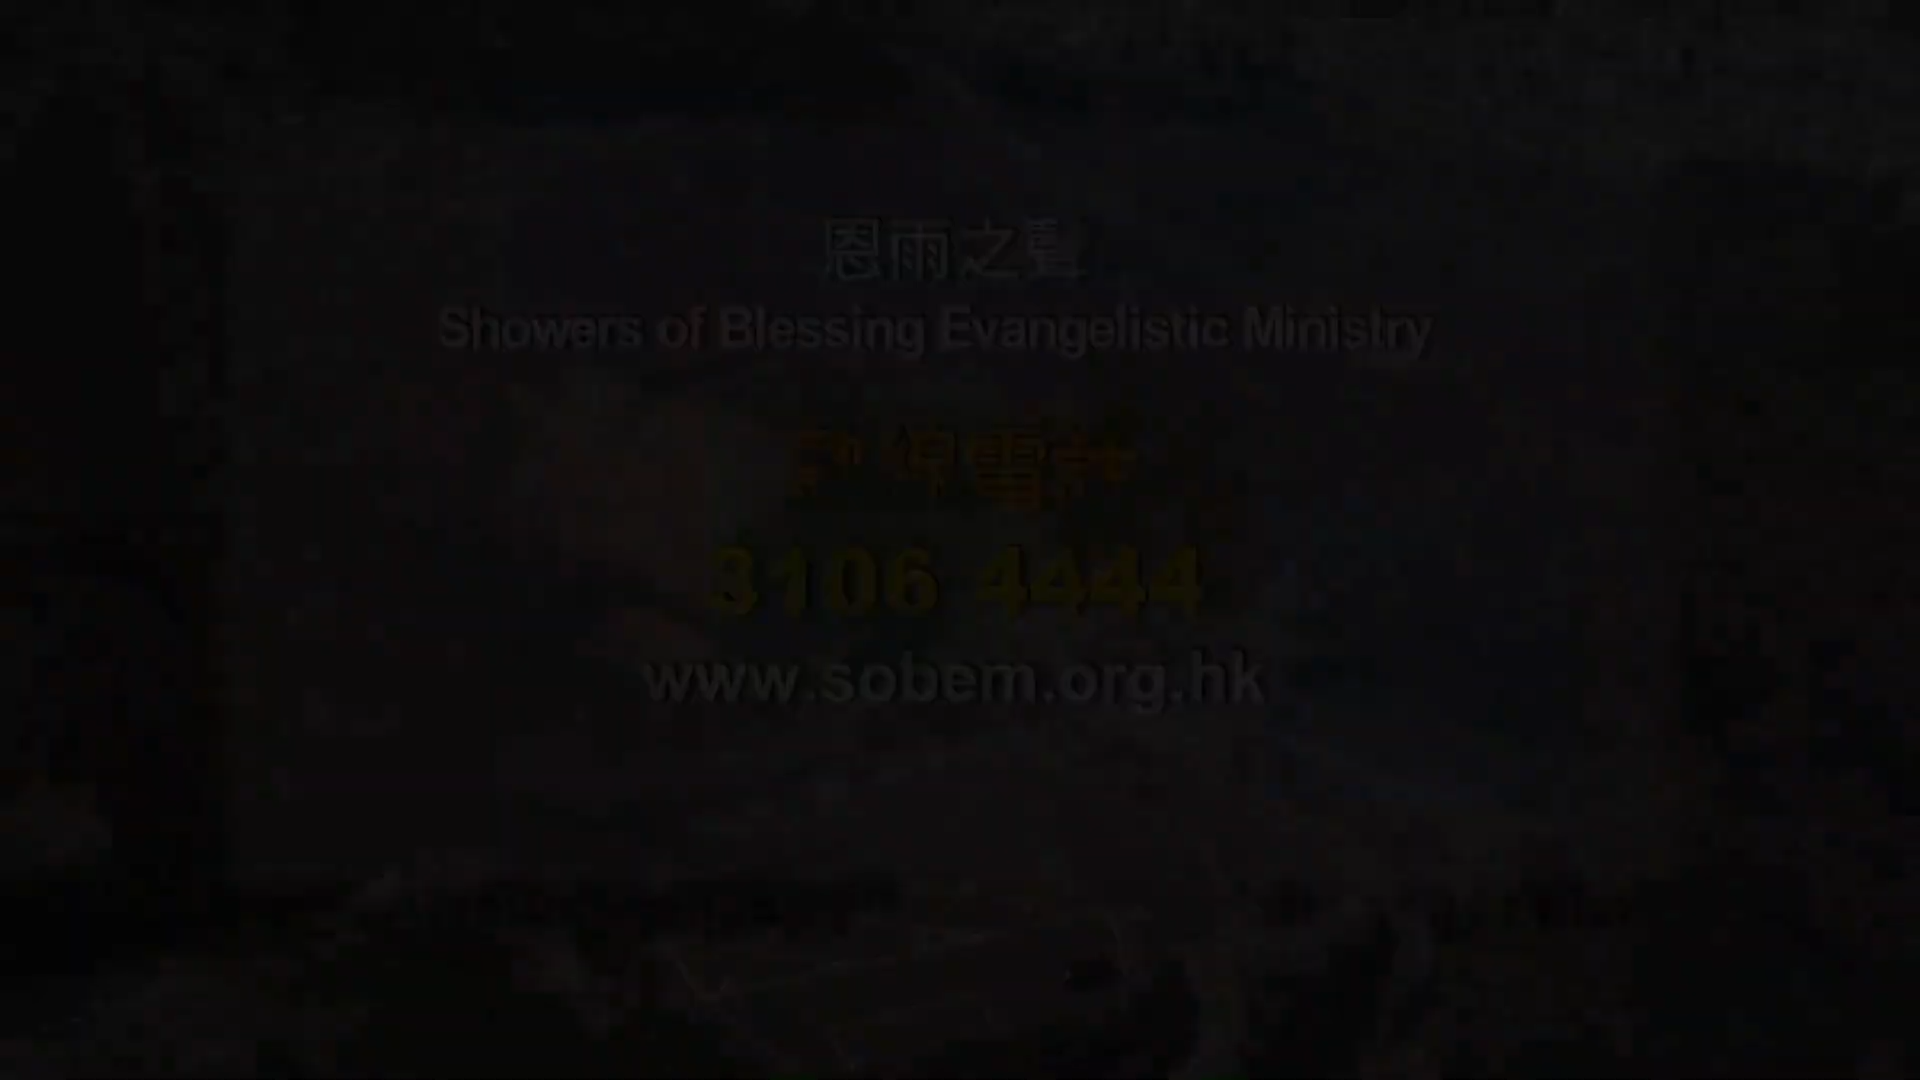 恩雨之聲
Showers of Blessing Evangelistic Ministry
3106 4444
www.sobem.org.hk